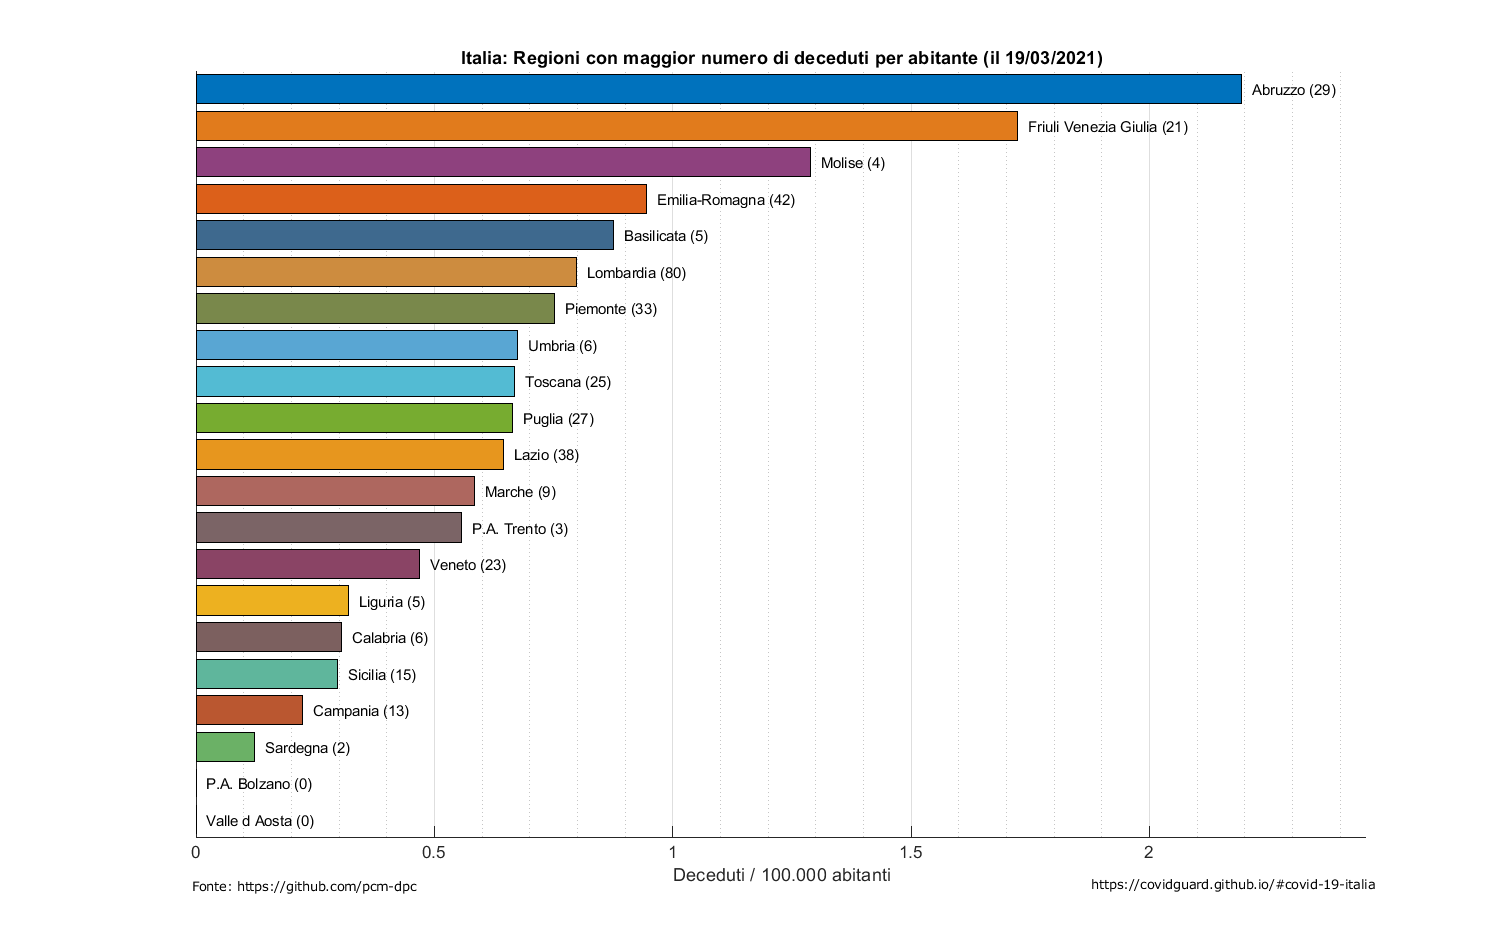 Italia: Regioni con maggior numero di deceduti per abitante (il 19/03/2021)
Abruzzo (29)
Friuli Venezia Giulia (21)
Molise (4)
Emilia-Romagna (42)
Basilicata (5)
Lombardia (80)
Piemonte (33)
Umbria (6)
Toscana (25)
Puglia (27)
Lazio (38)
Marche (9)
P.A. Trento (3)
Veneto (23)
Liguria (5)
Calabria (6)
Sicilia (15)
Campania (13)
Sardegna (2)
P.A. Bolzano (0)
Valle d Aosta (0)
0 0.5 1 1.5 2
Deceduti / 100.000 abitanti
Fonte: https://github.com/pcm-dpc
https://covidguard.github.io/#covid-19-italia